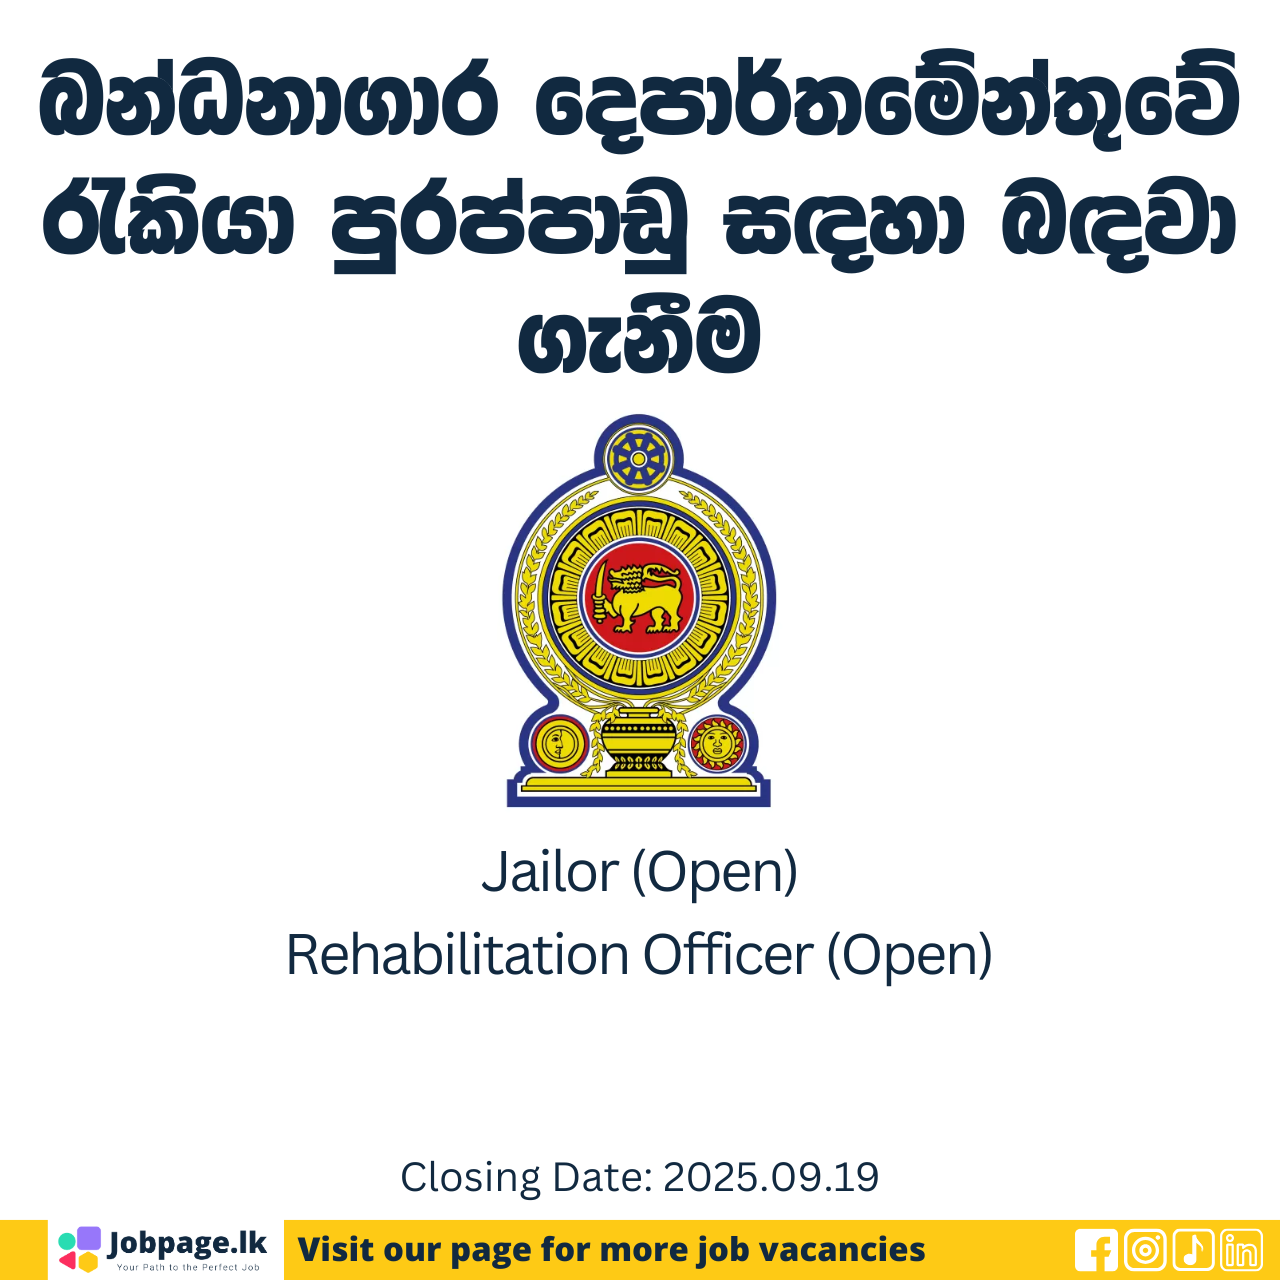 බන්ධනාගාර දෙපාර්තමේන්තුවේ
රැකියා පුරප්පාඩු සඳහා බඳවා
ගැනීම
Jailor (Open)
Rehabilitation Officer (Open)
Closing Date: 2025.09.19
Jobpage.lk
Your Path to the Perfect Job
Visit our page for more job vacancies